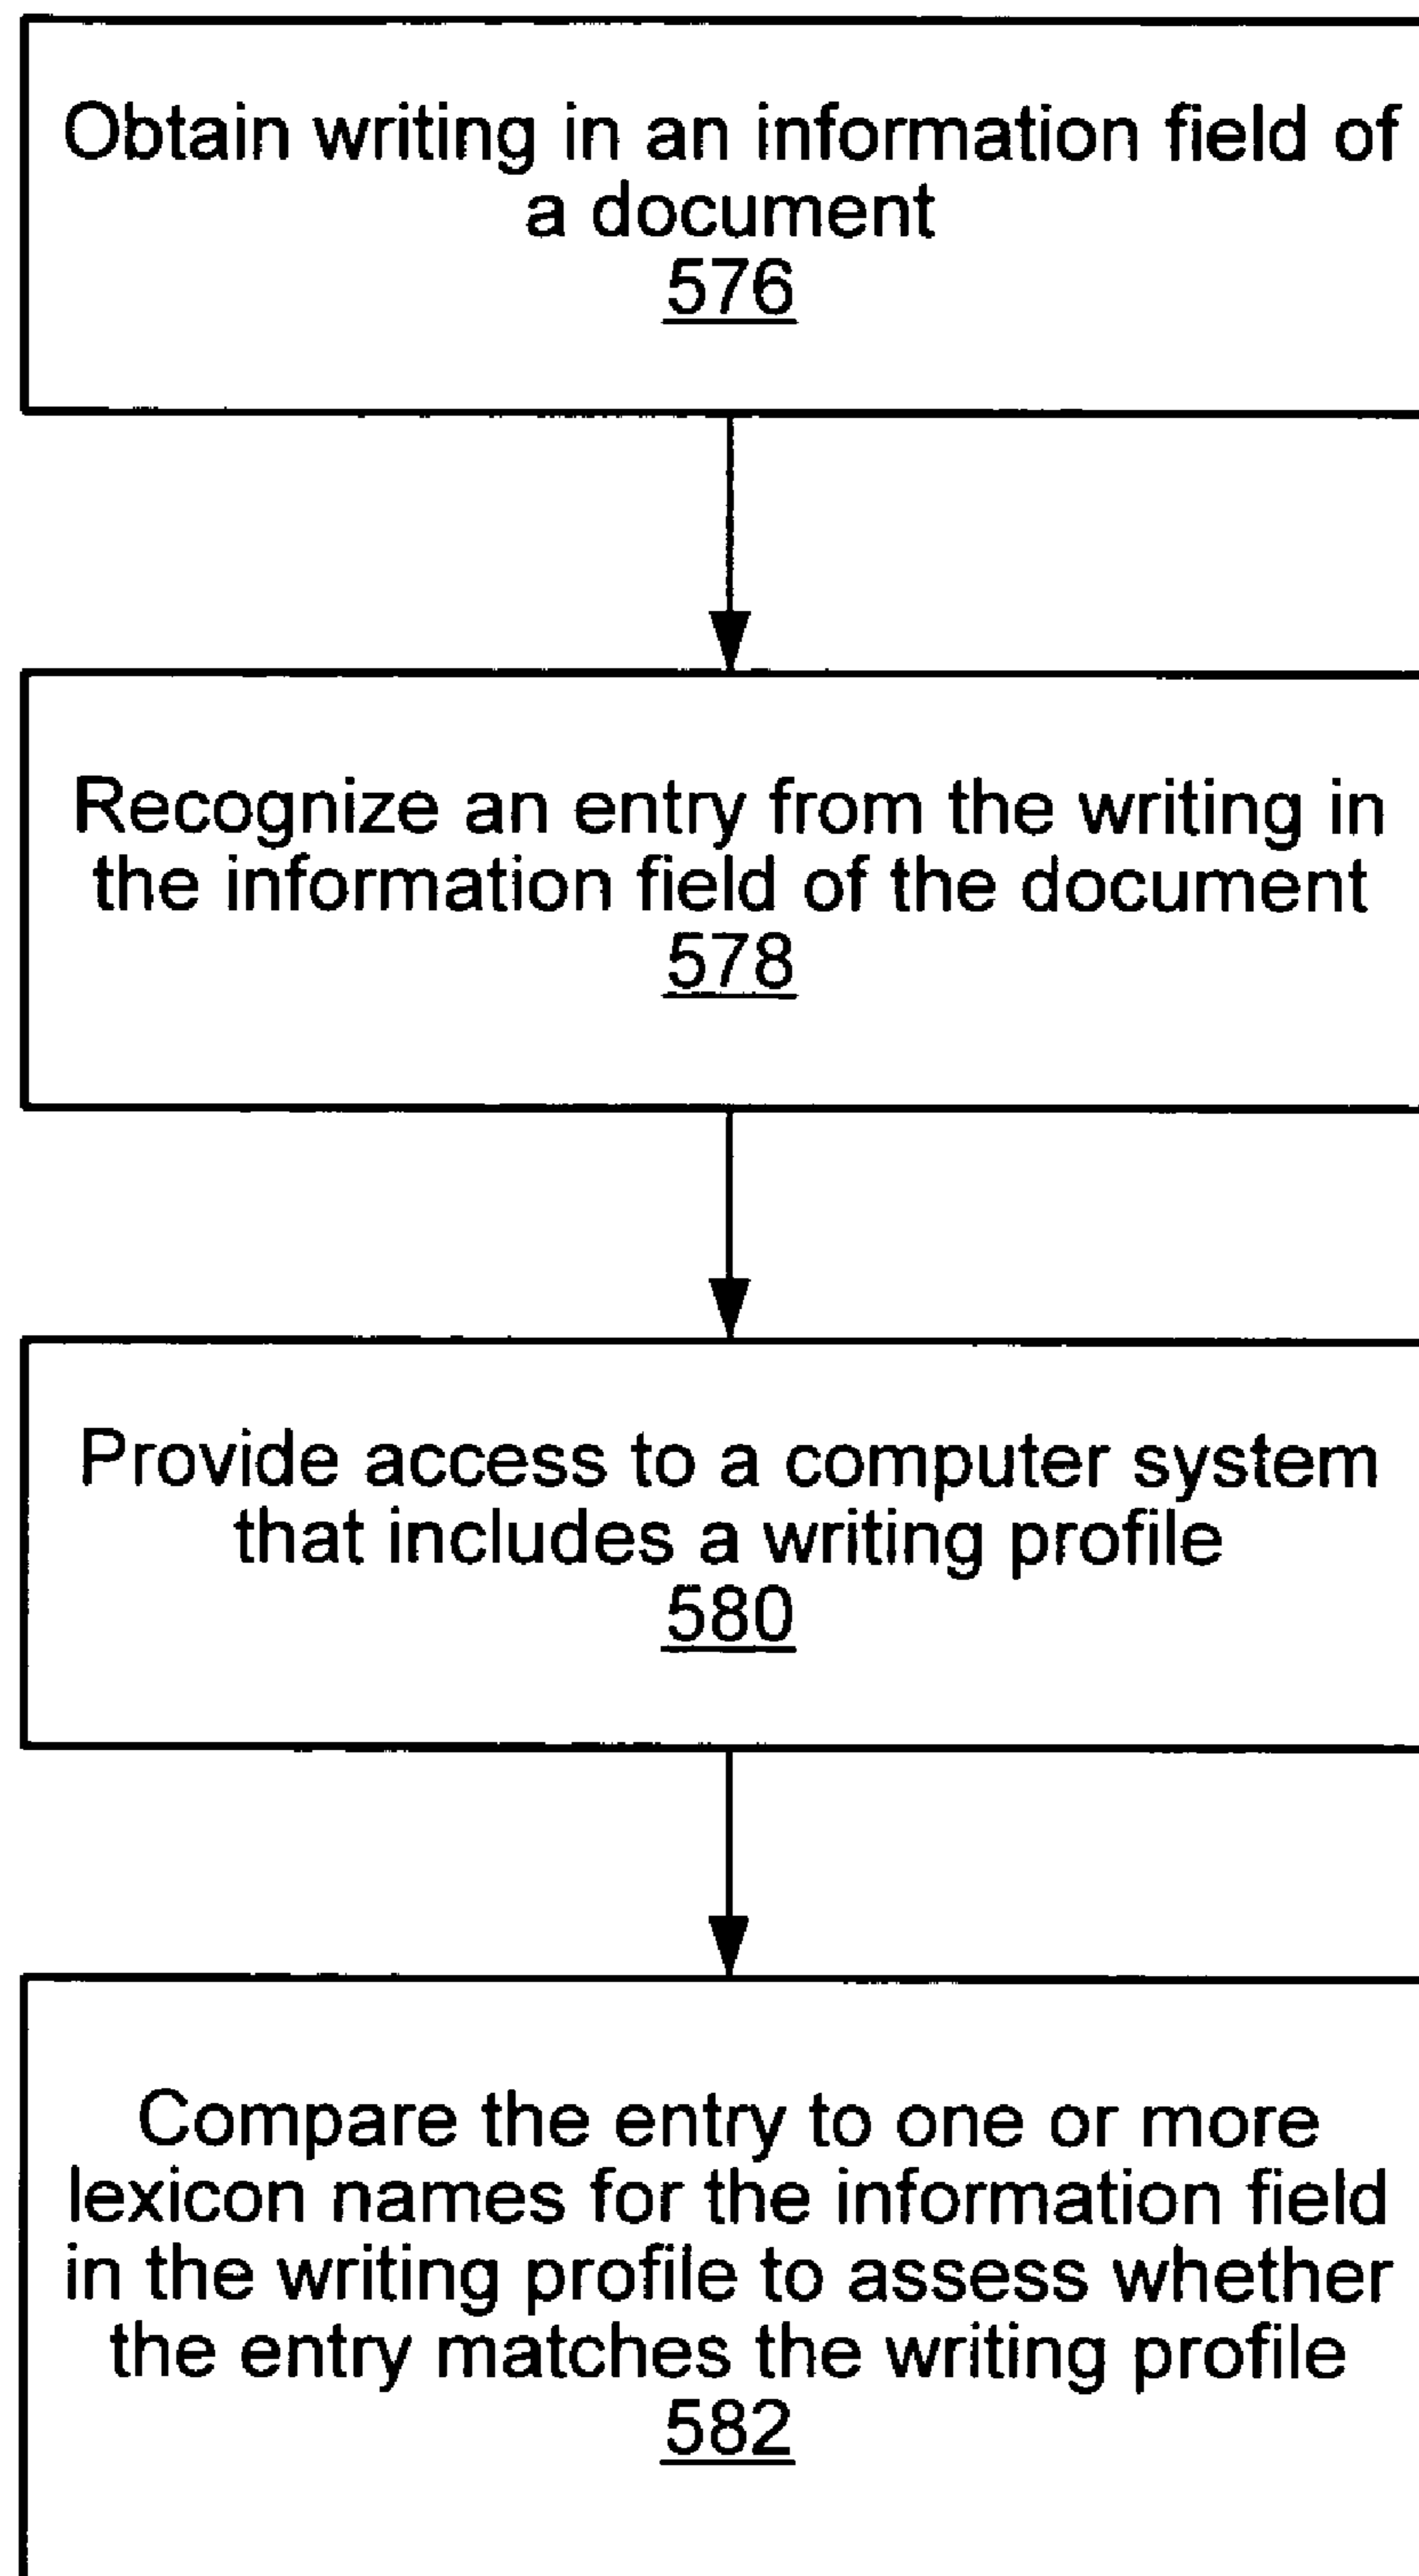 Obtain writing in an information field of
a document
576
Recognize an entry from the writing in
the information field of the document
578
Provide access to a computer system
that includes a writing profile
580
Compare the entry to one or more
lexicon names for the information field
in the writing profile to assess whether
the entry matches the writing profile
582